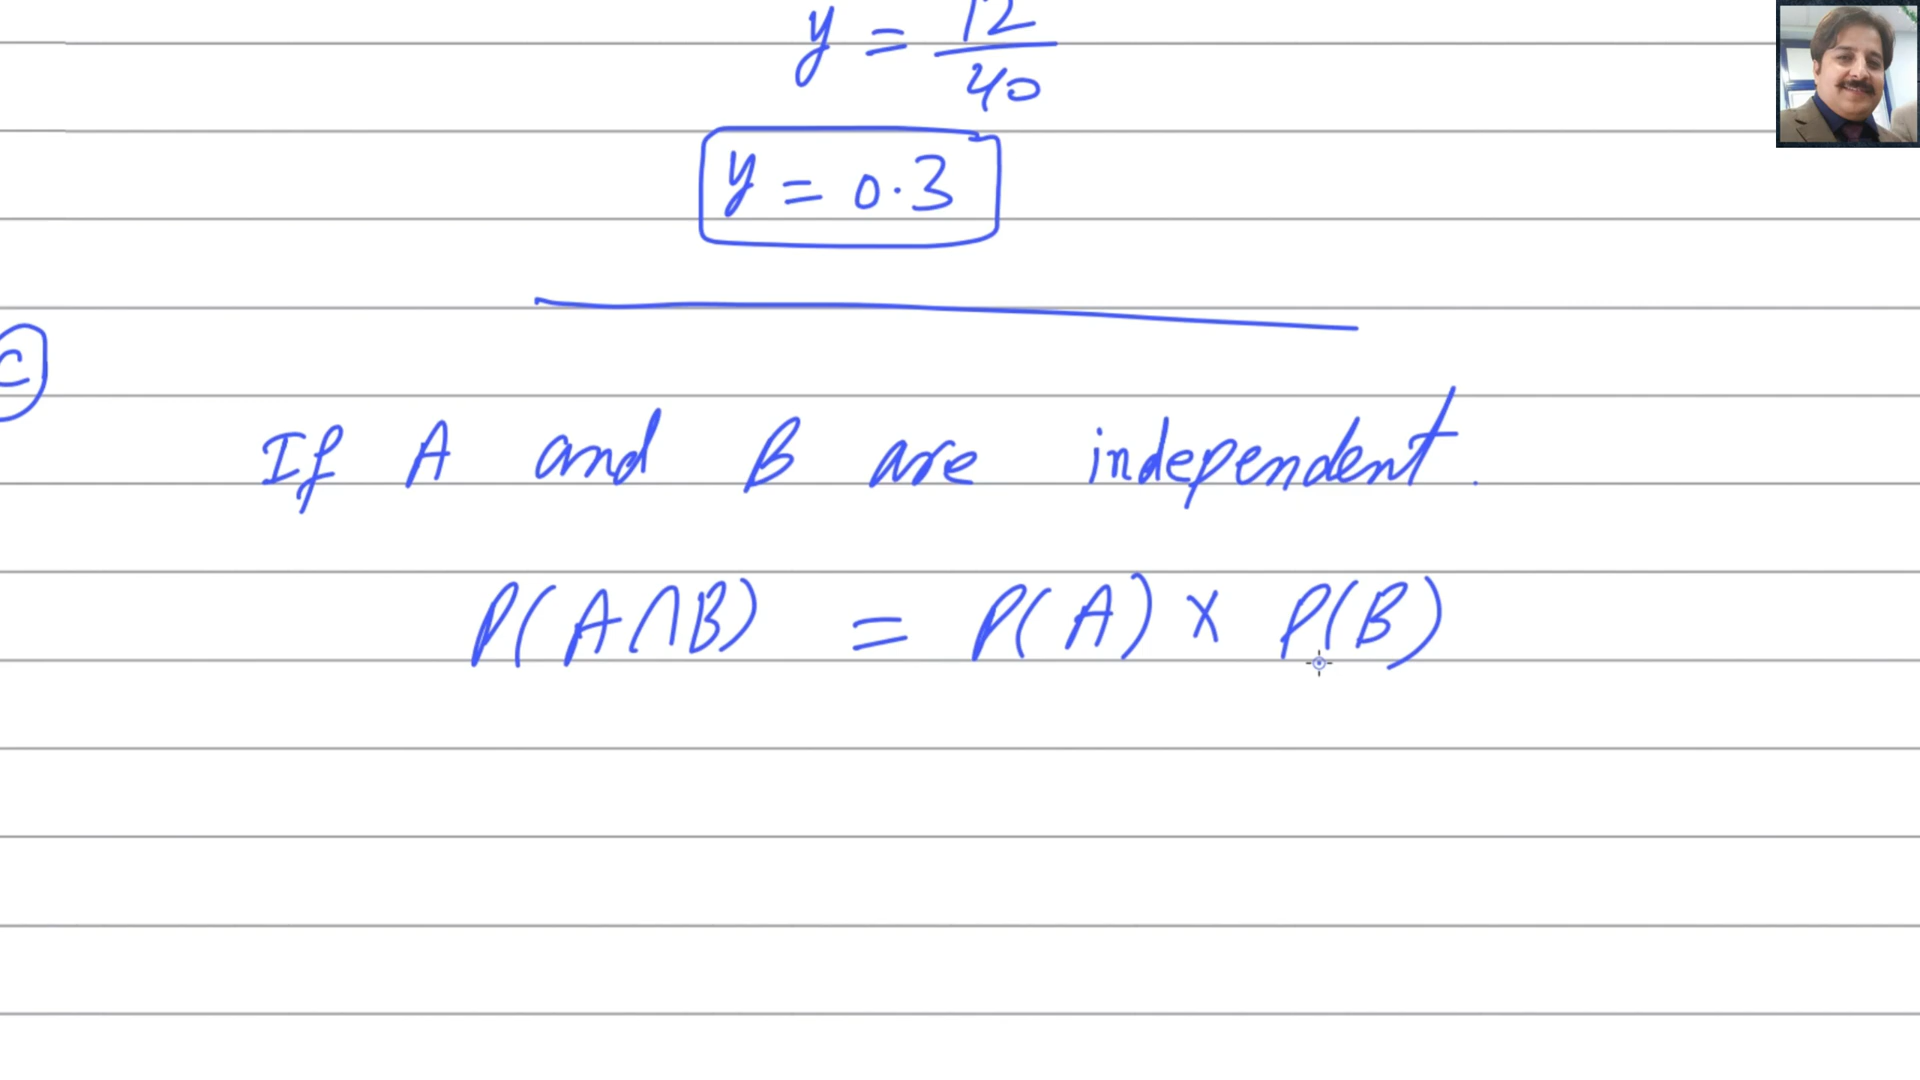 y = 12/40
y = 0.3
C
If A and B are independent.
P(A∩B) = P(A) x P(B)